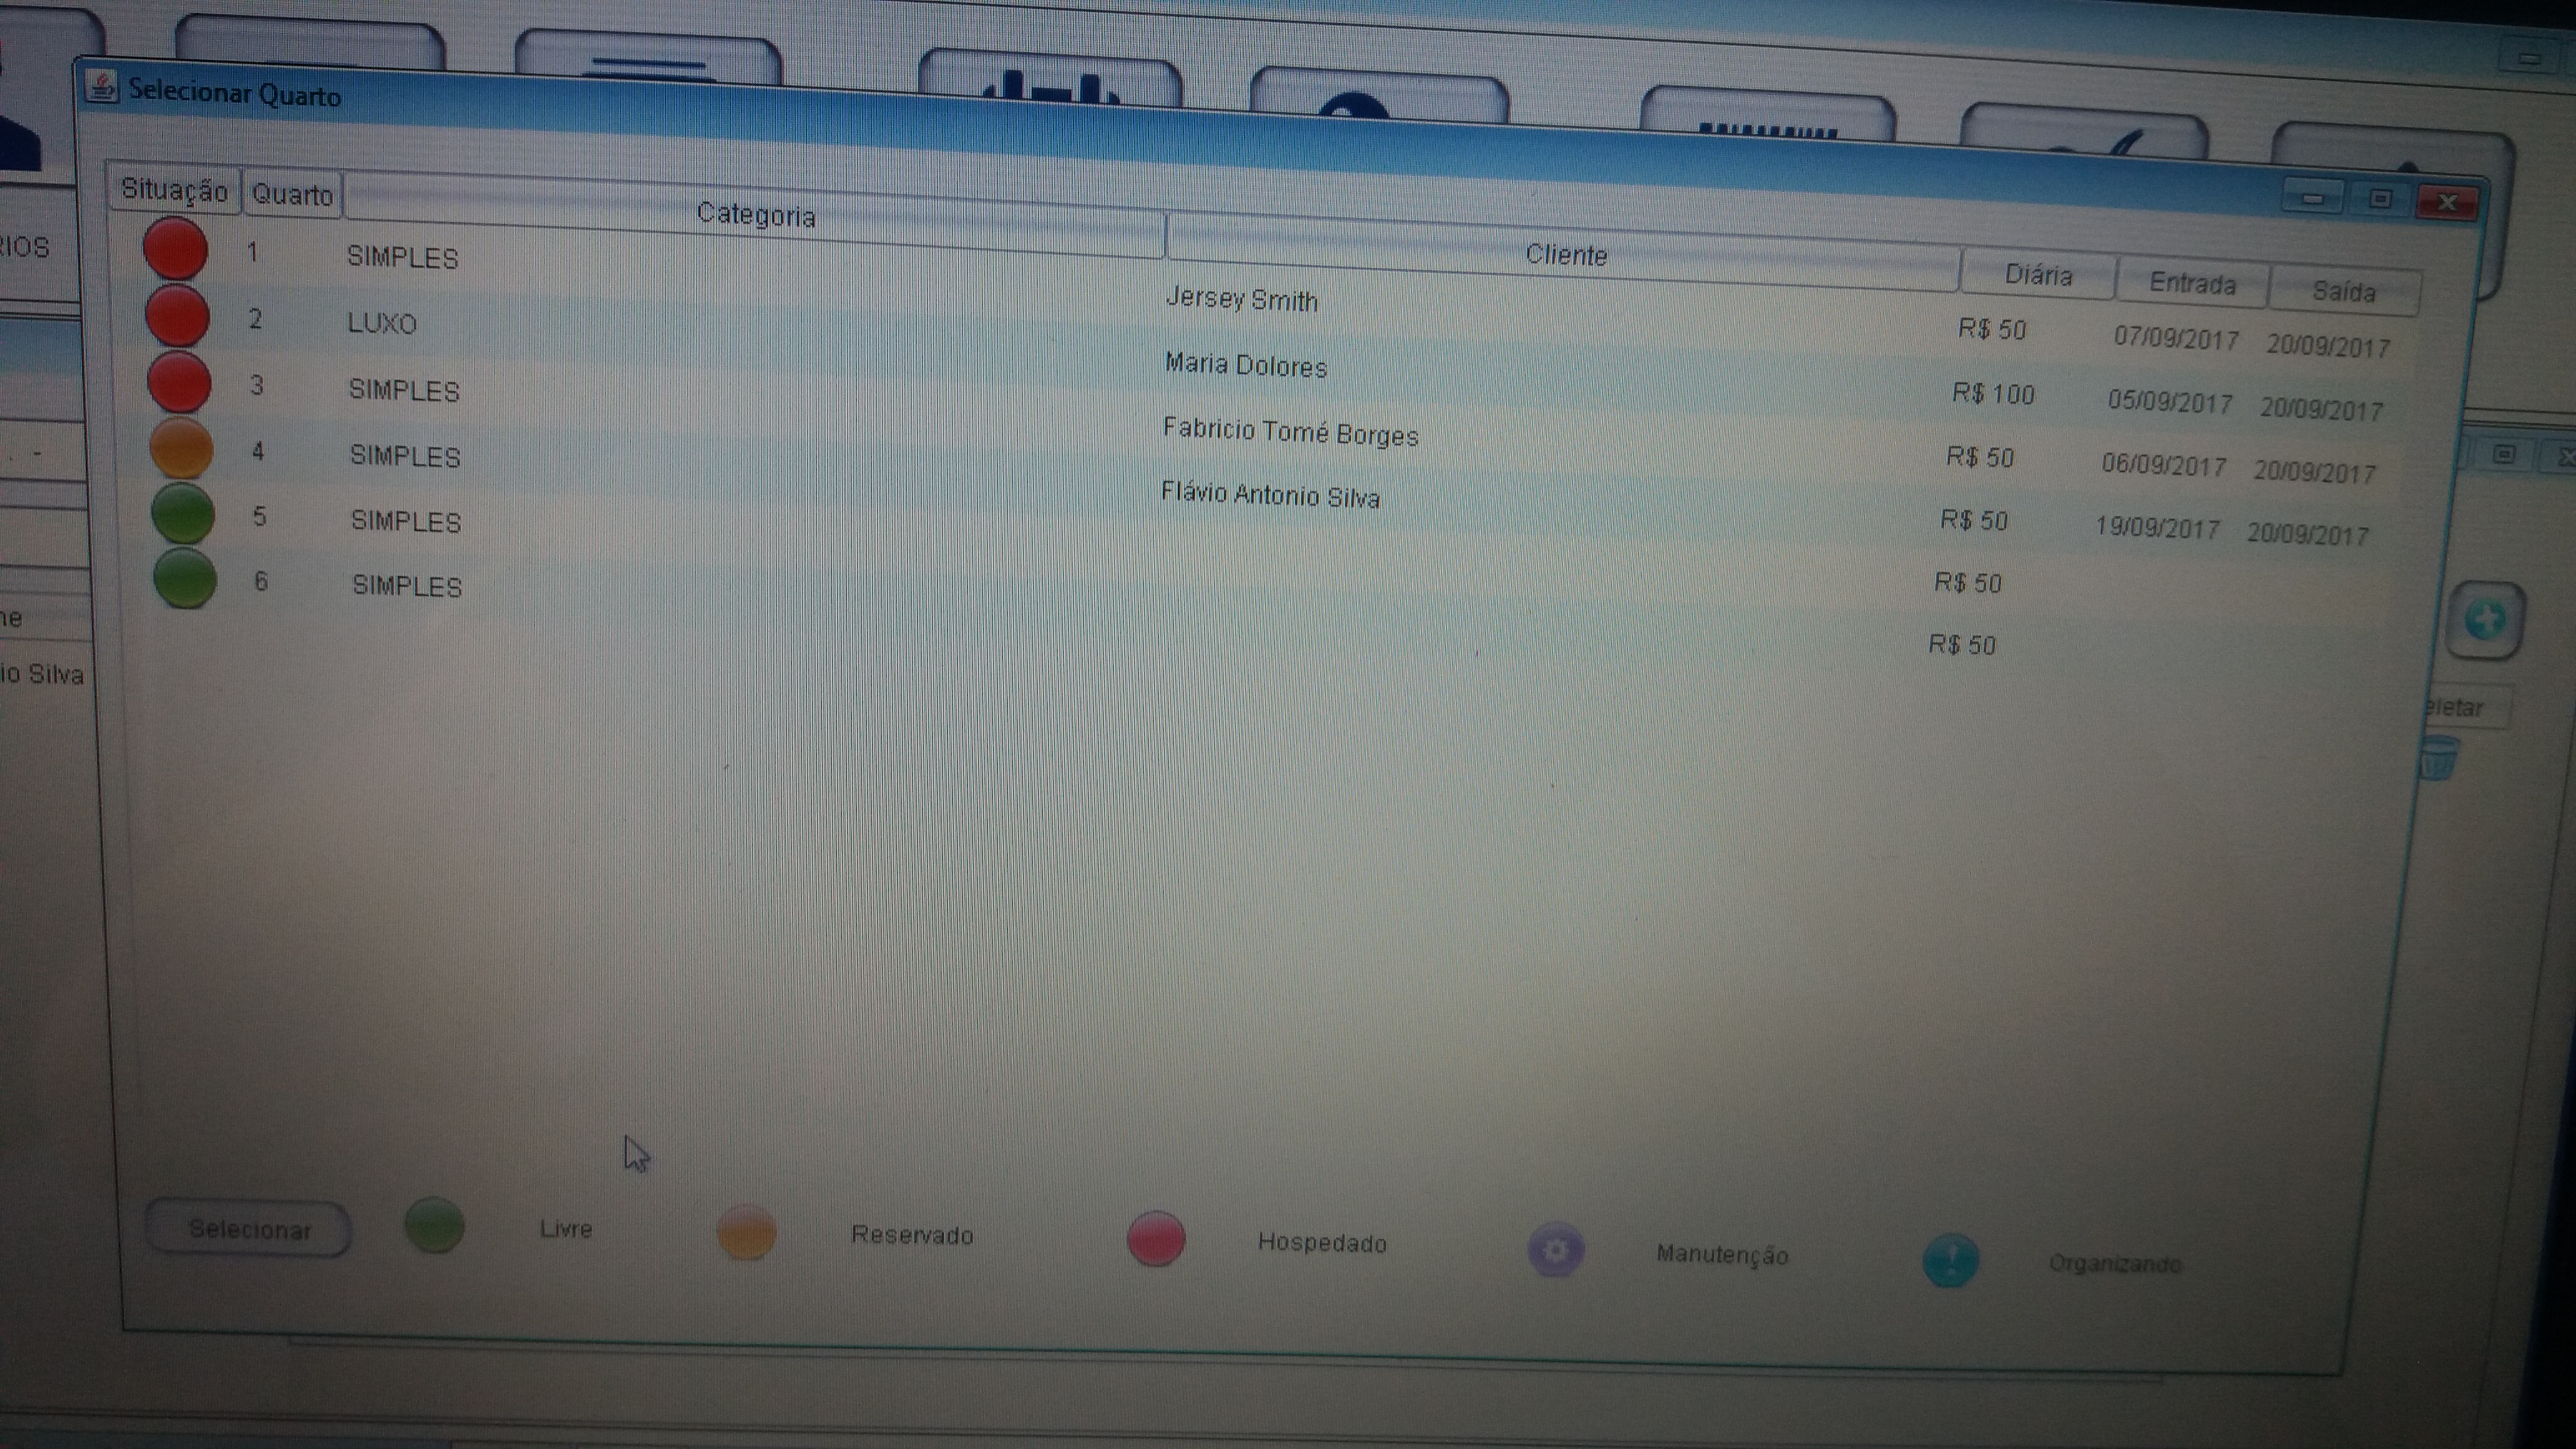 Selecionar Quarto
Situação Quarto Categoria Cliente Diária Entrada Saída
1 SIMPLES Jersey Smith R$ 50 07/09/2017 20/09/2017
2 LUXO Maria Dolores R$ 100 05/09/2017 20/09/2017
3 SIMPLES Fabricio Tomé Borges R$ 50 06/09/2017 20/09/2017
4 SIMPLES Flávio Antonio Silva R$ 50 19/09/2017 20/09/2017
5 SIMPLES R$ 50
6 SIMPLES R$ 50
Selecionar Livre Reservado Hospedado Manutenção Organizando
RIOS
ne
io Silva
eletar